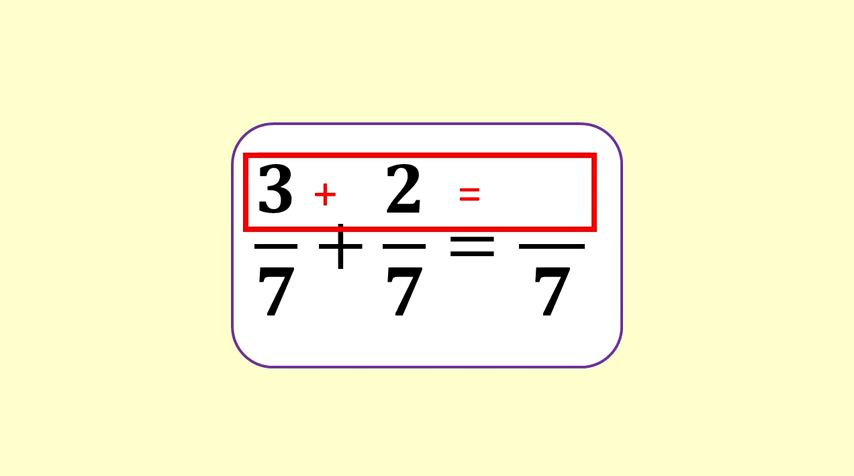 3 + 2 =
+ =
7 7 7